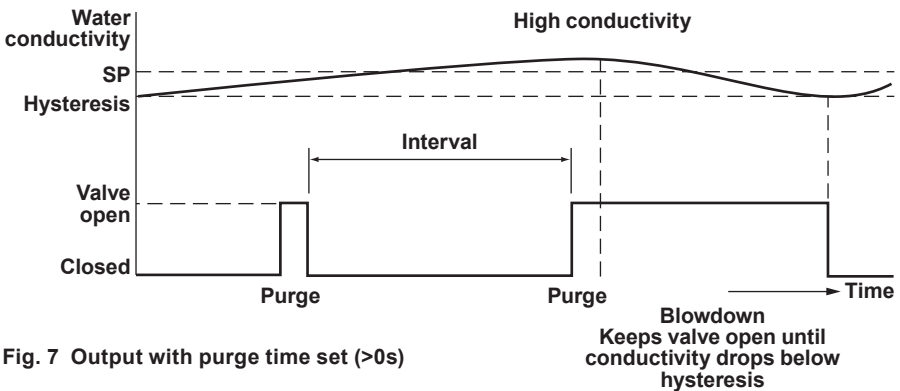 Water
conductivity
High conductivity
SP
Hysteresis
Interval
Valve
open
Closed
Purge
Purge
Time
Blowdown
Keeps valve open until
conductivity drops below
hysteresis
Fig. 7 Output with purge time set (>0s)